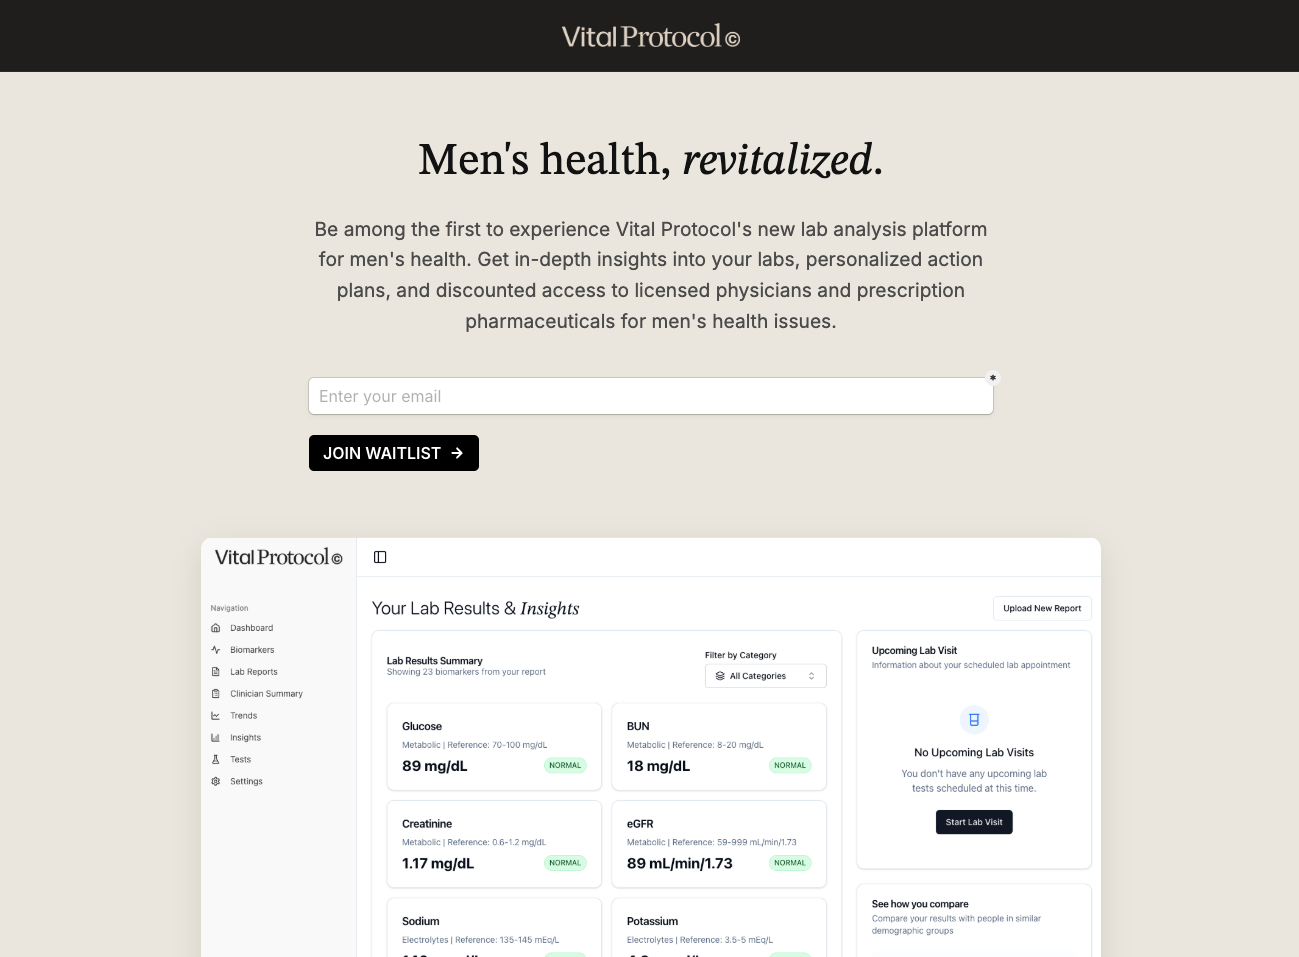 Vital Protocol ©
Men's health, revitalized.
Be among the first to experience Vital Protocol's new lab analysis platform
for men's health. Get in-depth insights into your labs, personalized action
plans, and discounted access to licensed physicians and prescription
pharmaceuticals for men's health issues.
Enter your email
*
JOIN WAITLIST →
Vital Protocol ©
Navigation
Dashboard
Biomarkers
Lab Reports
Clinician Summary
Trends
Insights
Tests
Settings
Your Lab Results & Insights
Upload New Report
Lab Results Summary
Showing 23 biomarkers from your report
Filter by Category
All Categories
Glucose
Metabolic | Reference: 70-100 mg/dL
89 mg/dL
NORMAL
BUN
Metabolic | Reference: 8-20 mg/dL
18 mg/dL
NORMAL
Creatinine
Metabolic | Reference: 0.6-1.2 mg/dL
1.17 mg/dL
NORMAL
eGFR
Metabolic | Reference: 59-999 mL/min/1.73
89 mL/min/1.73
NORMAL
Sodium
Electrolytes | Reference: 135-145 mEq/L
Potassium
Electrolytes | Reference: 3.5-5 mEq/L
Upcoming Lab Visit
Information about your scheduled lab appointment
No Upcoming Lab Visits
You don't have any upcoming lab
tests scheduled at this time.
Start Lab Visit
See how you compare
Compare your results with people in similar
demographic groups